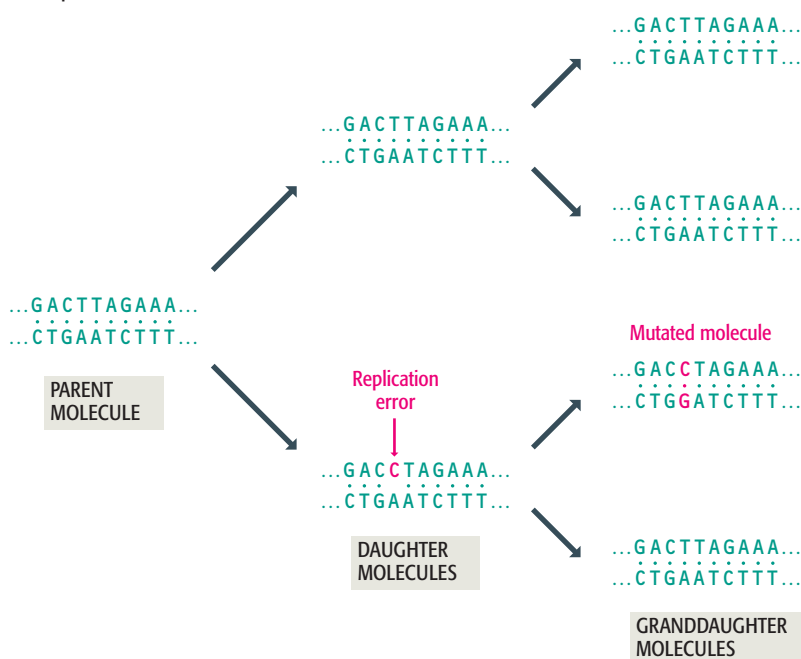 ...GACTTAGAAA...
...CTGAATCTTT...
...GACTTAGAAA...
...CTGAATCTTT...
...GACTTAGAAA...
...CTGAATCTTT...
...GACTTAGAAA...
...CTGAATCTTT...
PARENT
MOLECULE
Replication
error
...GACCTAGAAA...
...CTGAATCTTT...
DAUGHTER
MOLECULES
Mutated molecule
...GACCTAGAAA...
...CTGGATCTTT...
...GACTTAGAAA...
...CTGAATCTTT...
GRANDDAUGHTER
MOLECULES